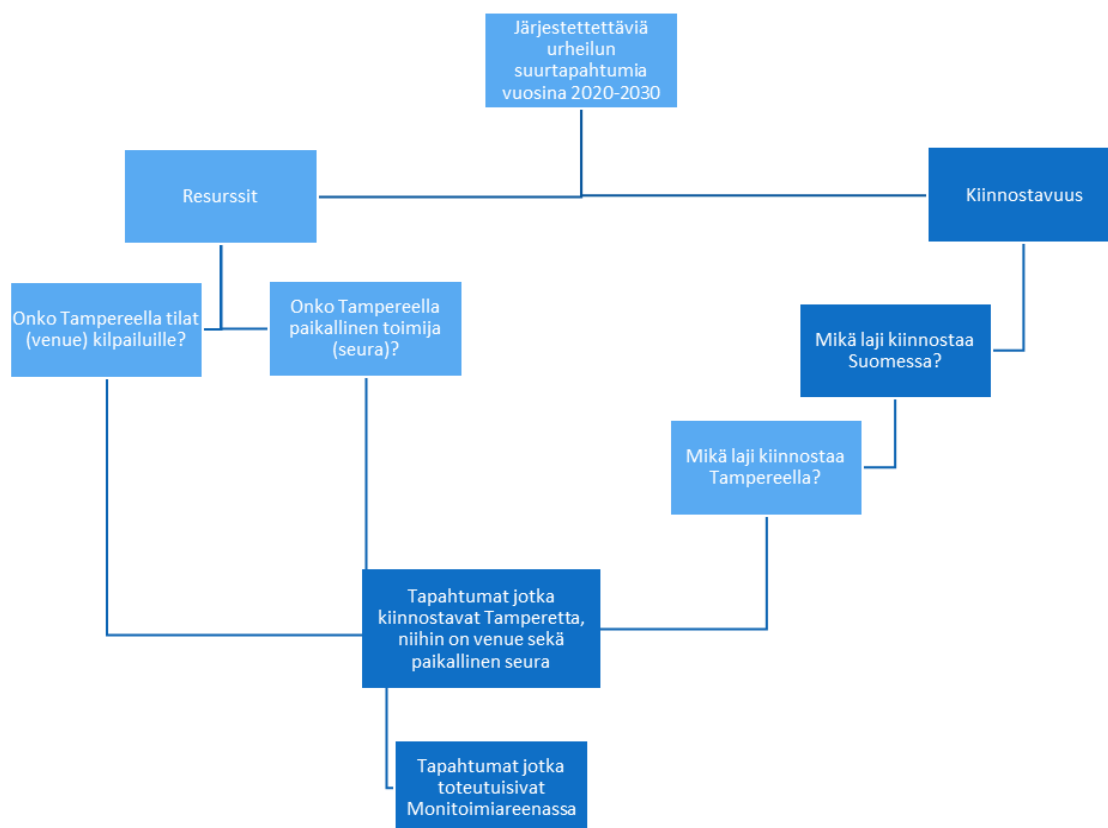 Järjestettettäviä
urheilun
suurtapahtumia
vuosina 2020-2030
Resurssit
Kiinnostavuus
Onko Tampereella tilat
(venue) kilpailuille?
Onko Tampereella
paikallinen toimija
(seura)?
Mikä laji kiinnostaa
Suomessa?
Mikä laji kiinnostaa
Tampereella?
Tapahtumat jotka
kiinnostavat Tamperetta,
niihin on venue sekä
paikallinen seura
Tapahtumat jotka
toteutuisivat
Monitoimiareenassa